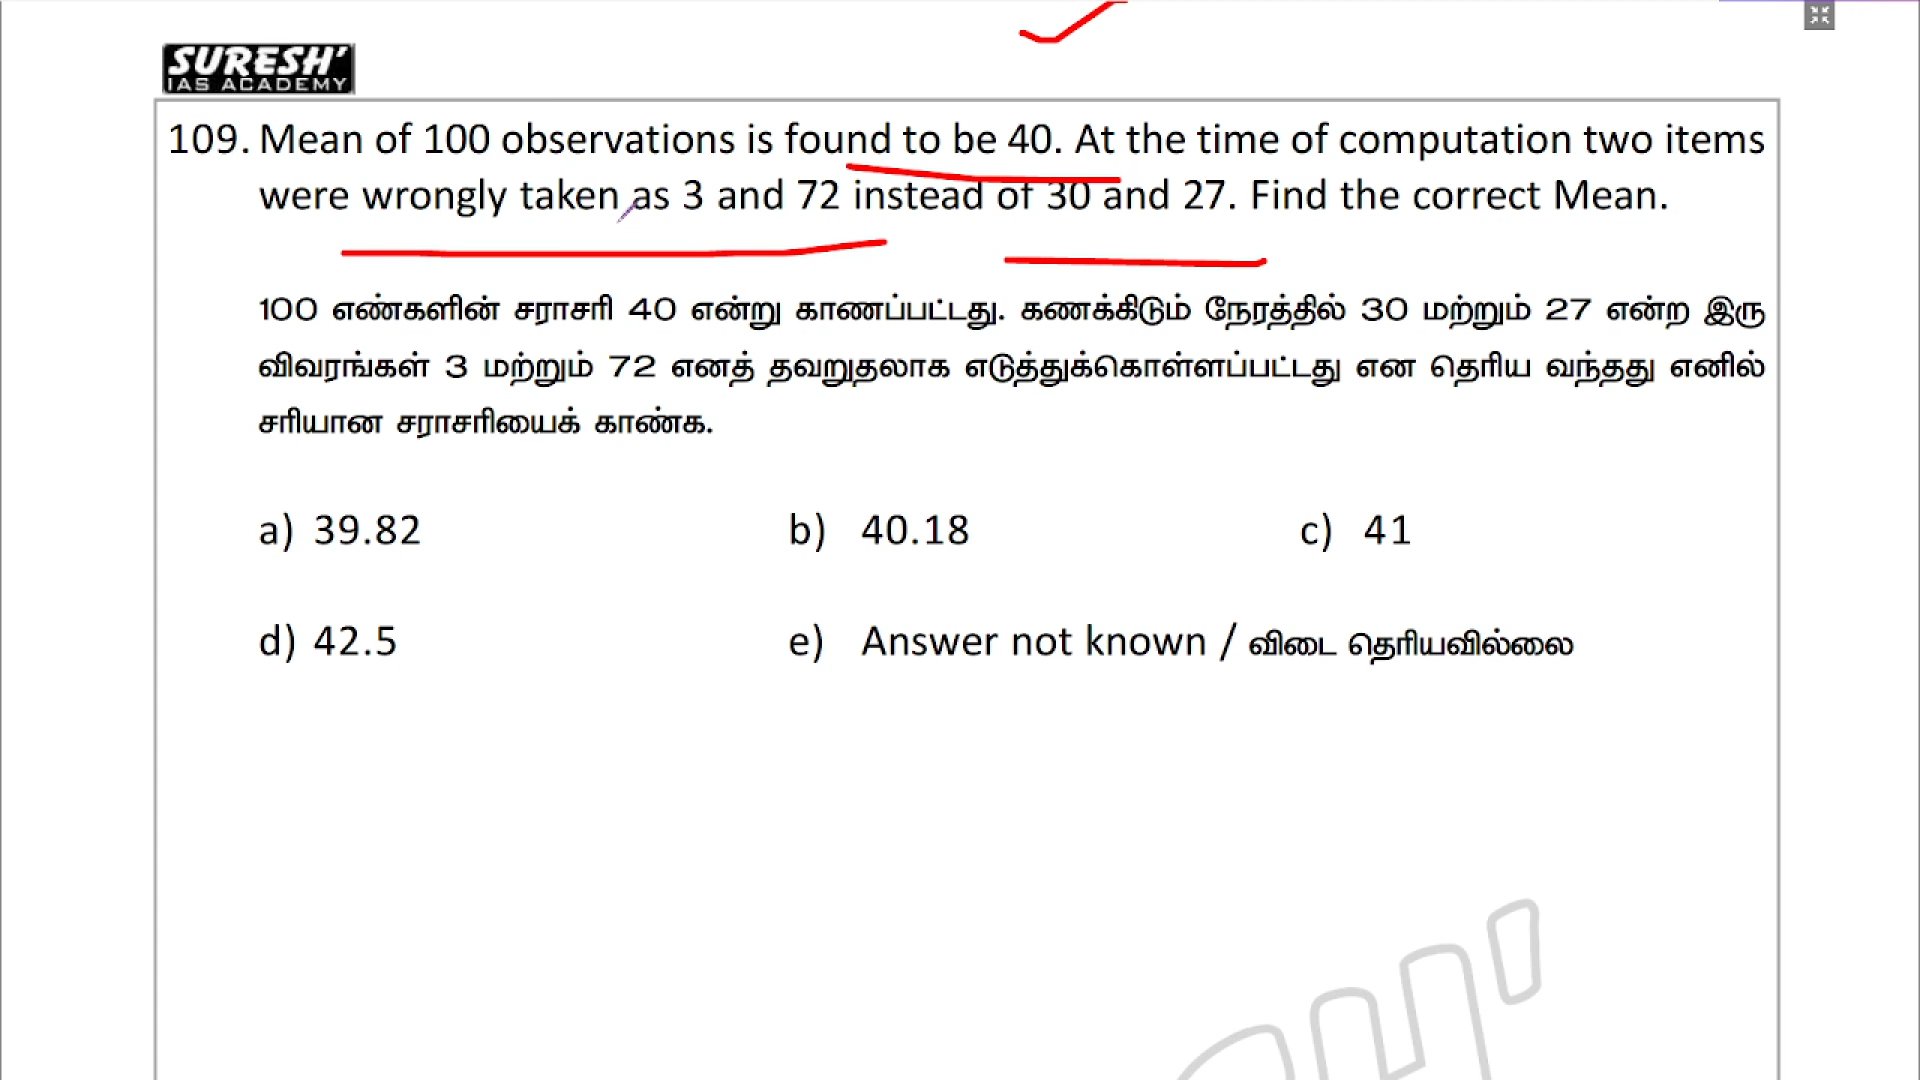 SURESH'
IAS ACADEMY
109. Mean of 100 observations is found to be 40. At the time of computation two items
were wrongly taken as 3 and 72 instead of 30 and 27. Find the correct Mean.
100 எண்களின் சராசரி 40 என்று காணப்பட்டது. கணக்கிடும் நேரத்தில் 30 மற்றும் 27 என்ற இரு
விவரங்கள் 3 மற்றும் 72 எனத் தவறுதலாக எடுத்துக்கொள்ளப்பட்டது என தெரிய வந்தது எனில்
சரியான சராசரியைக் காண்க.
a) 39.82 b) 40.18 c) 41
d) 42.5 e) Answer not known / விடை தெரியவில்லை